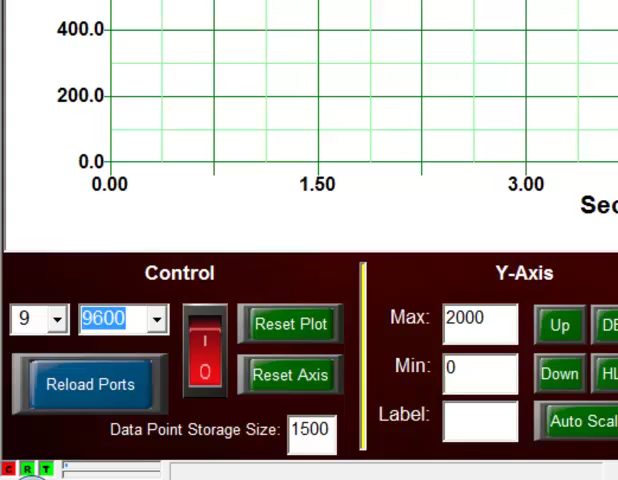 400.0
200.0
0.0
0.00 1.50 3.00
Sec
Control Y-Axis
9 9600 Reset Plot Max: 2000 Up
Reload Ports Reset Axis Min: 0 Down
Data Point Storage Size: 1500 Label: Auto Scal
C R T